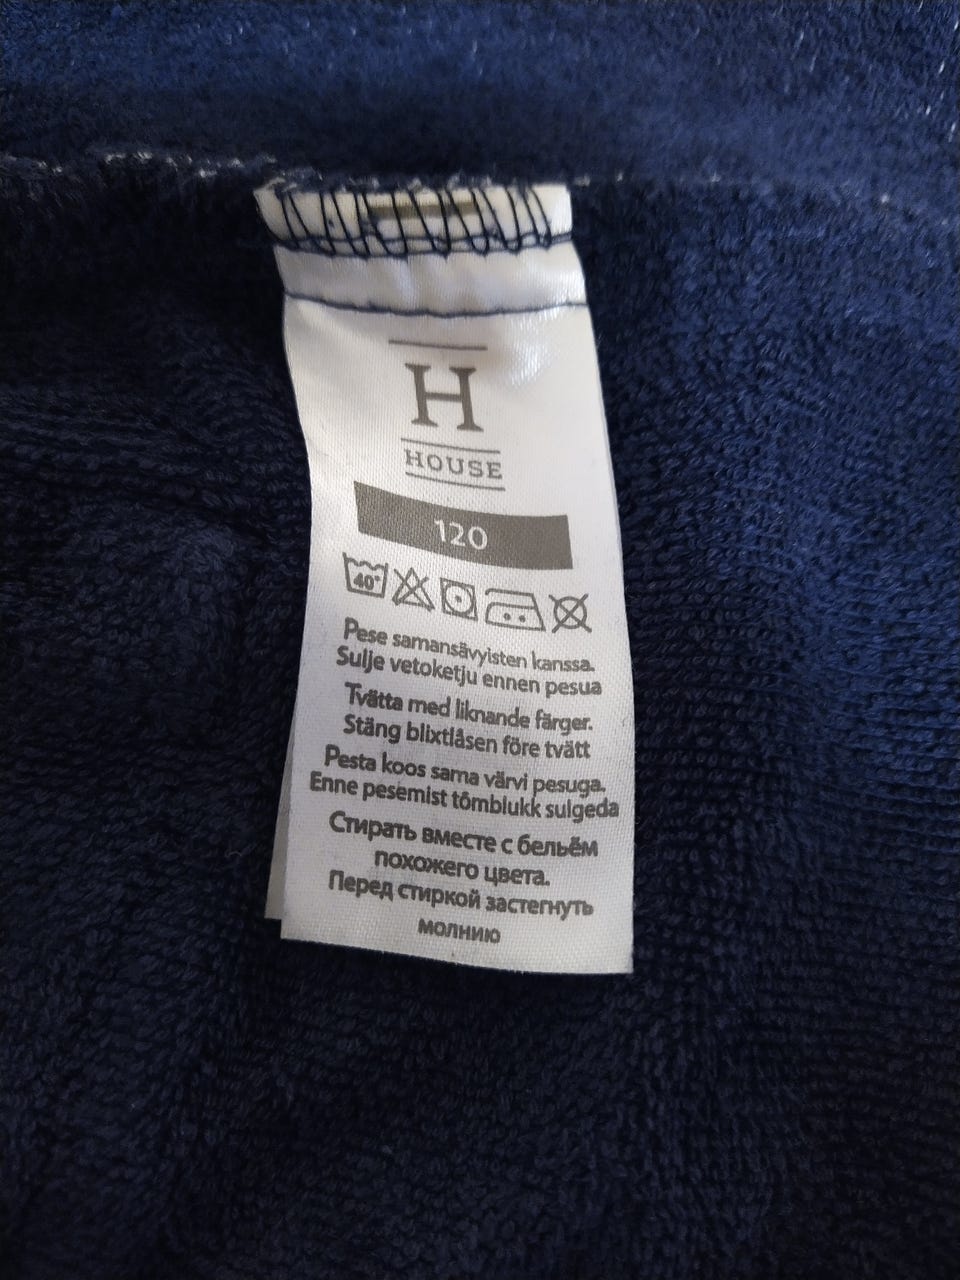 H
HOUSE
120
40°
Pese samansävyisten kanssa.
Sulje vetoketju ennen pesua
Tvätta med liknande färger.
Stäng blixtlåsen före tvätt
Pesta koos sama värvi pesuga.
Enne pesemist tõmblukk sulgeda
Стирать вместе с бельём
похожего цвета.
Перед стиркой застегнуть
молнию